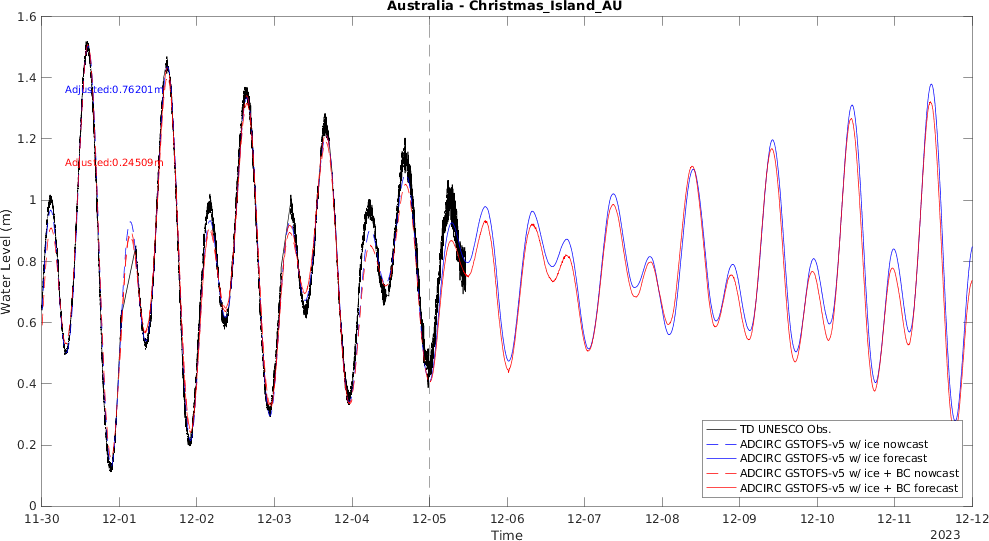 Australia - Christmas_Island_AU
1.6
1.4
1.2
1
0.8
0.6
0.4
0.2
0
Water Level (m)
Adjusted:0.76201m
Adjusted:0.24509m
TD UNESCO Obs.
ADCIRC GSTOFS-v5 w/ ice nowcast
ADCIRC GSTOFS-v5 w/ ice forecast
ADCIRC GSTOFS-v5 w/ ice + BC nowcast
ADCIRC GSTOFS-v5 w/ ice + BC forecast
11-30 12-01 12-02 12-03 12-04 12-05 12-06 12-07 12-08 12-09 12-10 12-11 12-12
Time
2023